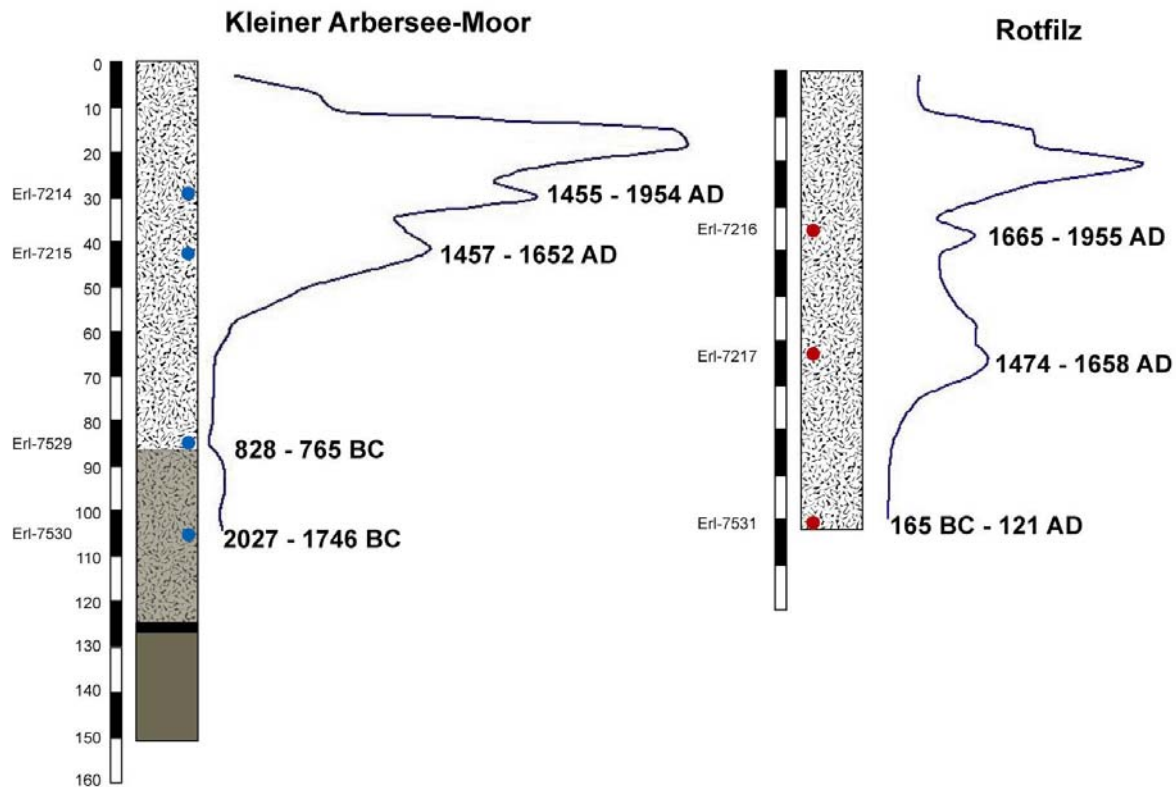 Kleiner Arbersee-Moor
Rotfilz
0
10
20
30
40
50
60
70
80
90
100
110
120
130
140
150
160
Erl-7214
Erl-7215
Erl-7529
Erl-7530
1455 - 1954 AD
1457 - 1652 AD
828 - 765 BC
2027 - 1746 BC
Erl-7216
Erl-7217
Erl-7531
1665 - 1955 AD
1474 - 1658 AD
165 BC - 121 AD